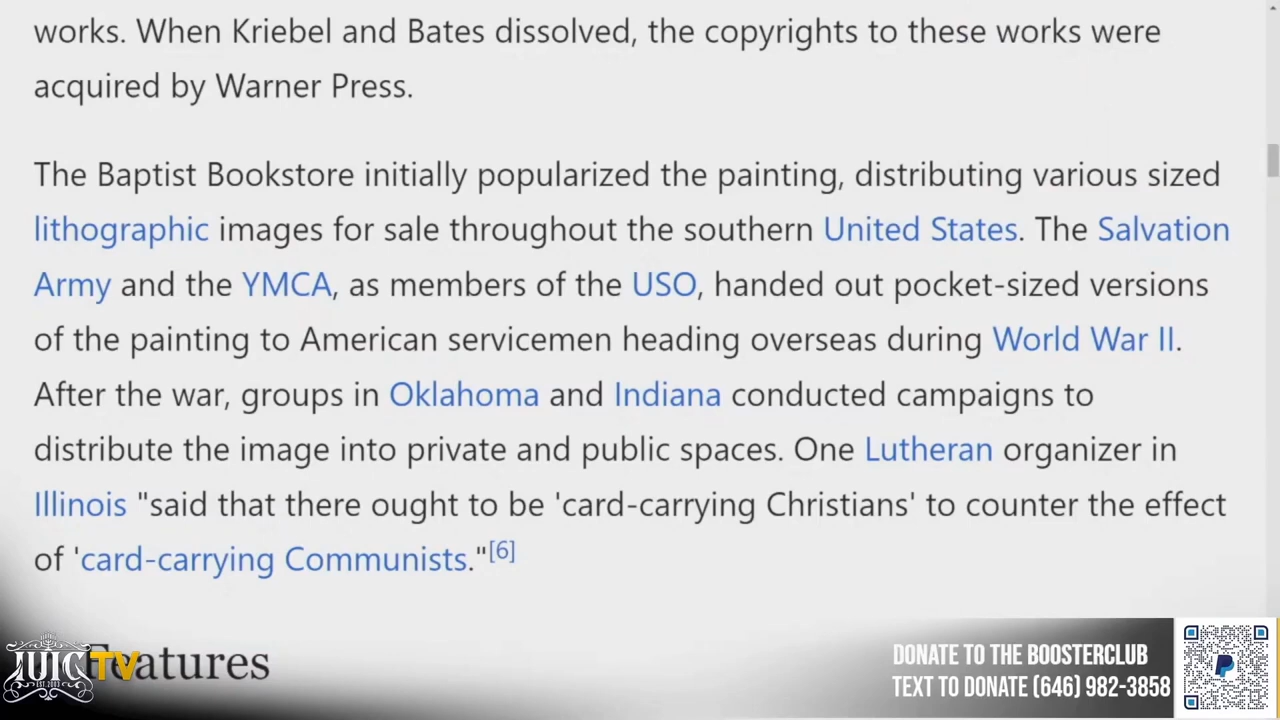 works. When Kriebel and Bates dissolved, the copyrights to these works were
acquired by Warner Press.
The Baptist Bookstore initially popularized the painting, distributing various sized
lithographic images for sale throughout the southern United States. The Salvation
Army and the YMCA, as members of the USO, handed out pocket-sized versions
of the painting to American servicemen heading overseas during World War II.
After the war, groups in Oklahoma and Indiana conducted campaigns to
distribute the image into private and public spaces. One Lutheran organizer in
Illinois "said that there ought to be 'card-carrying Christians' to counter the effect
of 'card-carrying Communists."[6]
Features
IUIC TV
EST. 2003
DONATE TO THE BOOSTERCLUB
TEXT TO DONATE (646) 982-3858